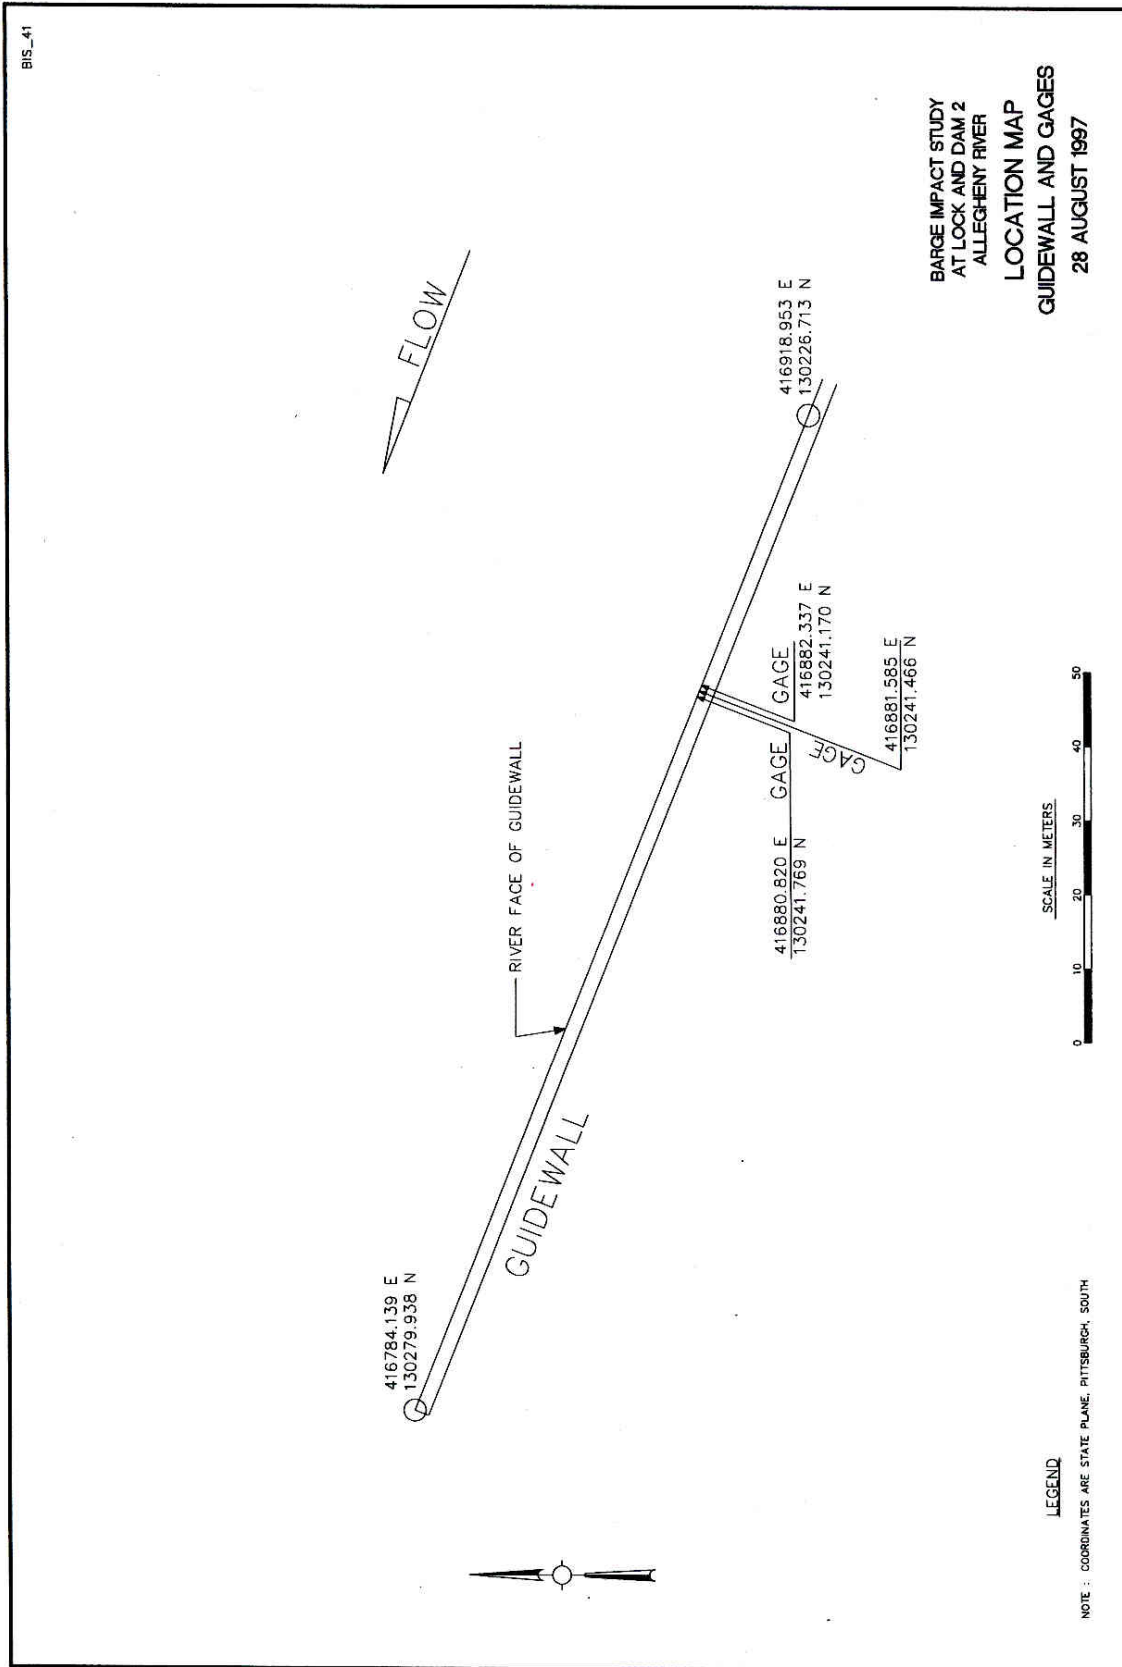 BIS_41
FLOW
416784.139 E
130279.938 N
RIVER FACE OF GUIDEWALL
GUIDEWALL
416918.953 E
130226.713 N
GAGE
416882.337 E
130241.170 N
GAGE
416880.820 E
130241.769 N
GAGE
416881.585 E
130241.466 N
BARGE IMPACT STUDY
AT LOCK AND DAM 2
ALLEGHENY RIVER
LOCATION MAP
GUIDEWALL AND GAGES
28 AUGUST 1997
SCALE IN METERS
0 10 20 30 40 50
LEGEND
NOTE : COORDINATES ARE STATE PLANE, PITTSBURGH, SOUTH